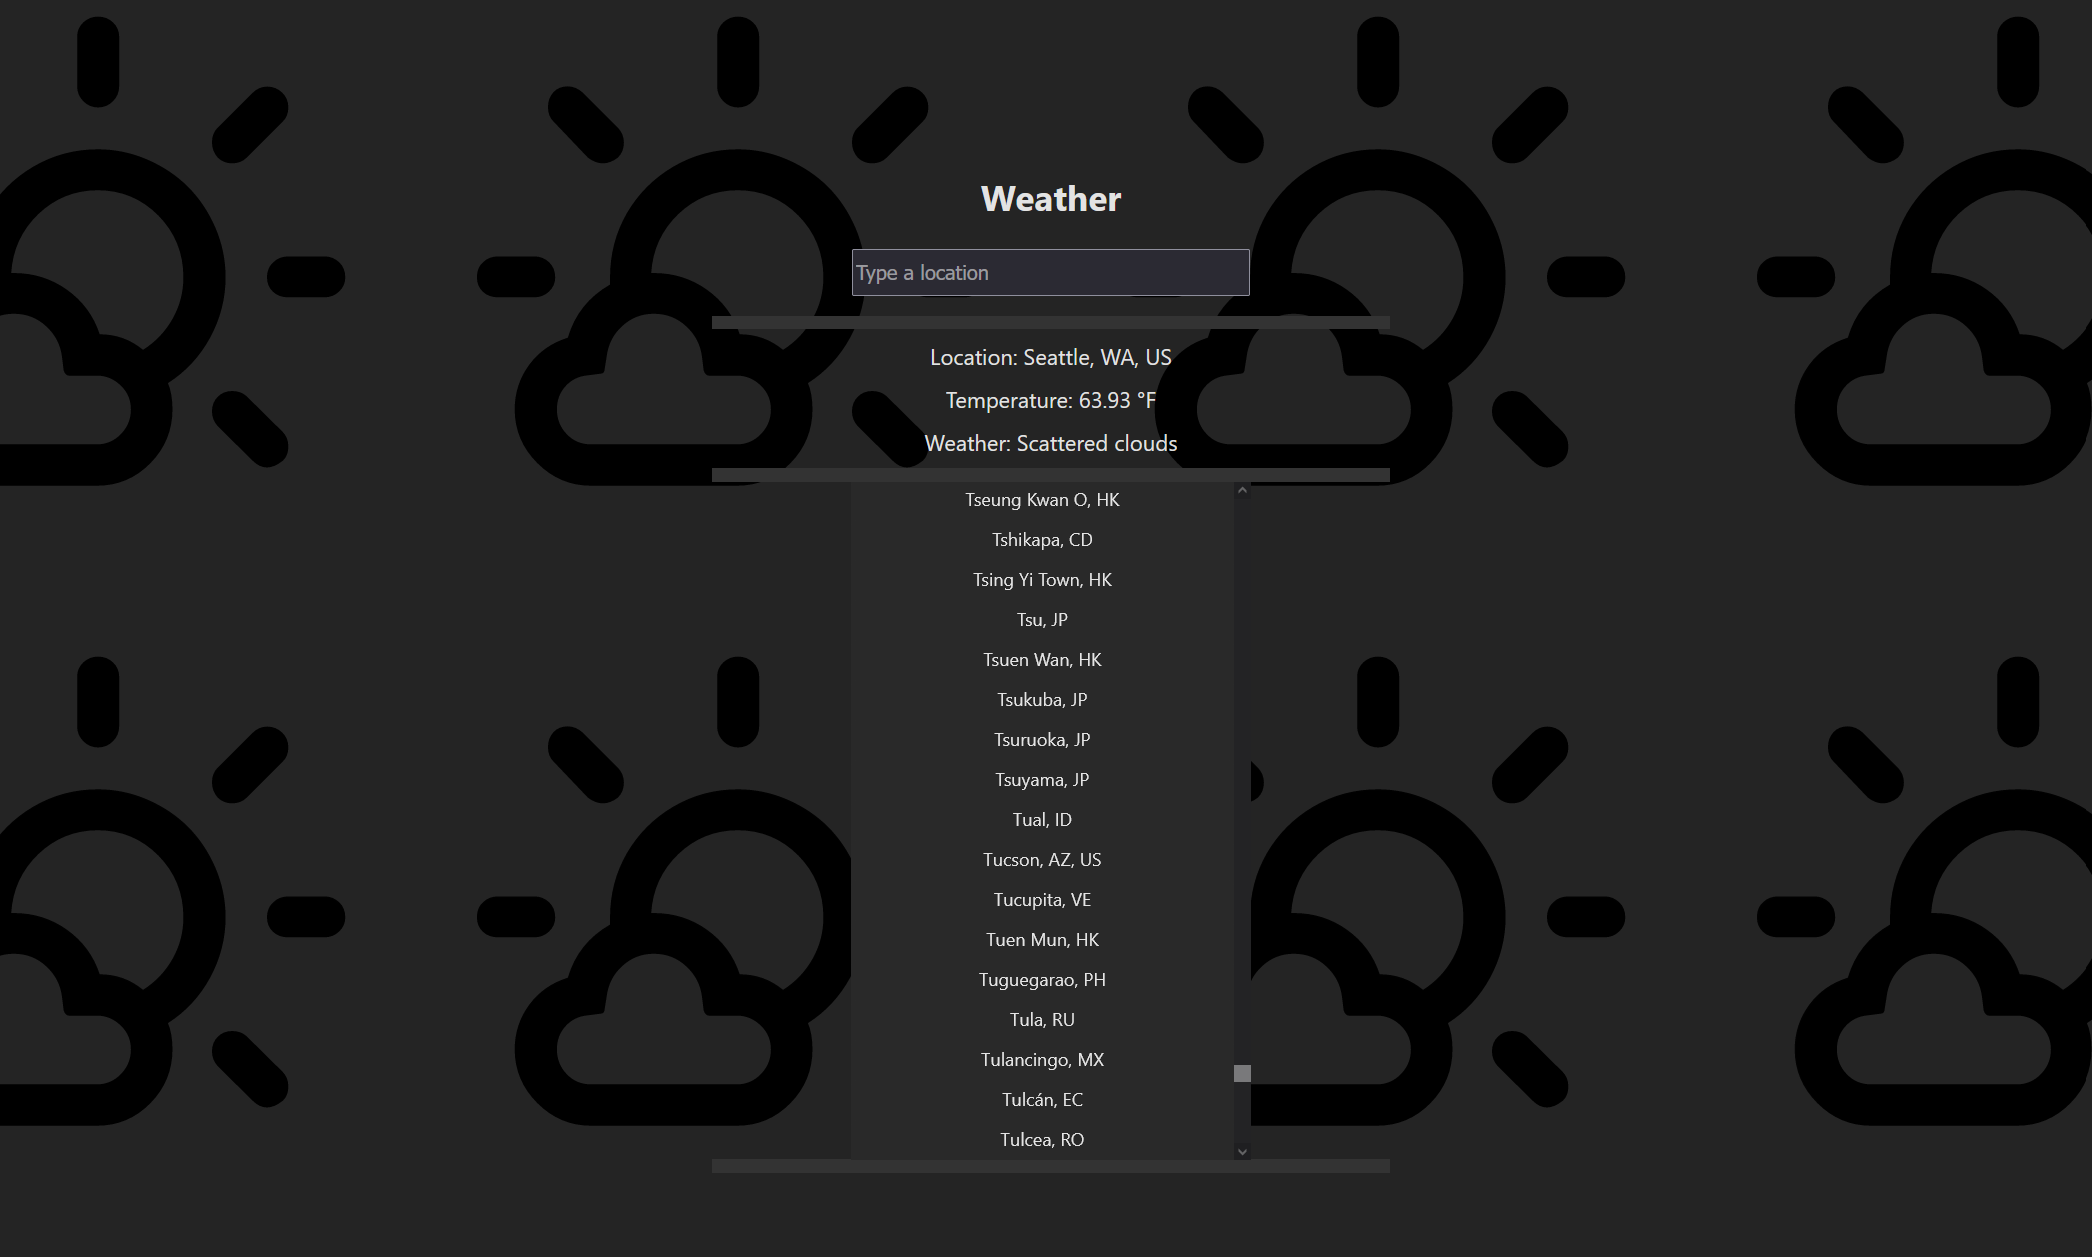 Weather
Type a location
Location: Seattle, WA, US
Temperature: 63.93 °F
Weather: Scattered clouds
Tseung Kwan O, HK
Tshikapa, CD
Tsing Yi Town, HK
Tsu, JP
Tsuen Wan, HK
Tsukuba, JP
Tsuruoka, JP
Tsuyama, JP
Tual, ID
Tucson, AZ, US
Tucupita, VE
Tuen Mun, HK
Tuguegarao, PH
Tula, RU
Tulancingo, MX
Tulcán, EC
Tulcea, RO